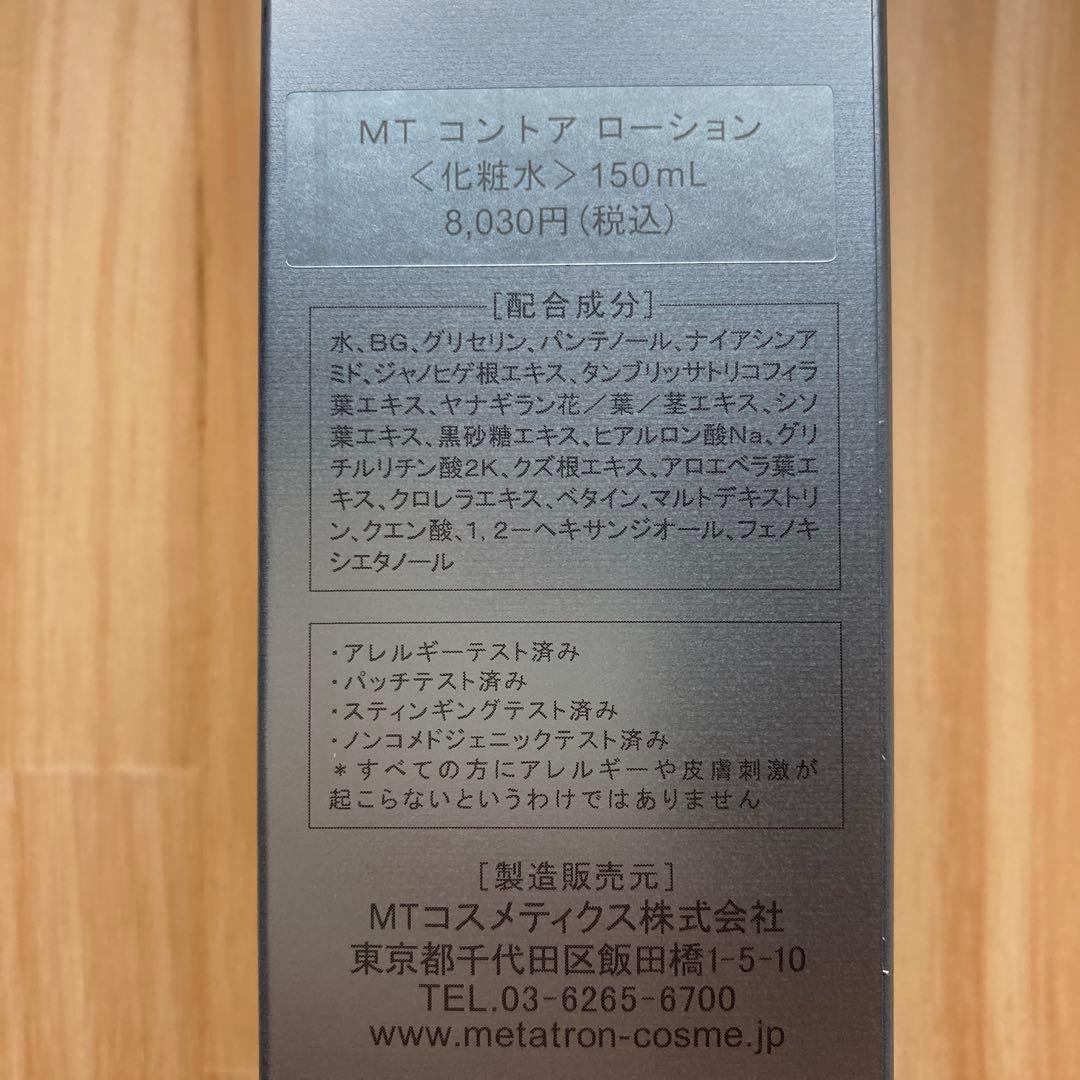 MT コントア ローション
＜化粧水＞150mL
8,030円（税込）
［配合成分］
水、BG、グリセリン、パンテノール、ナイアシンア
ミド、ジャノヒゲ根エキス、タンブリッサトリコフィラ
葉エキス、ヤナギラン花／葉／茎エキス、シソ
葉エキス、黒砂糖エキス、ヒアルロン酸Na、グリ
チルリチン酸2K、クズ根エキス、アロエベラ葉エ
キス、クロレラエキス、ベタイン、マルトデキストリ
ン、クエン酸、1,2－ヘキサンジオール、フェノキ
シエタノール
・アレルギーテスト済み
・パッチテスト済み
・スティンギングテスト済み
・ノンコメドジェニックテスト済み
＊すべての方にアレルギーや皮膚刺激が
起こらないというわけではありません
［製造販売元］
MTコスメティクス株式会社
東京都千代田区飯田橋1-5-10
TEL.03-6265-6700
www.metatron-cosme.jp